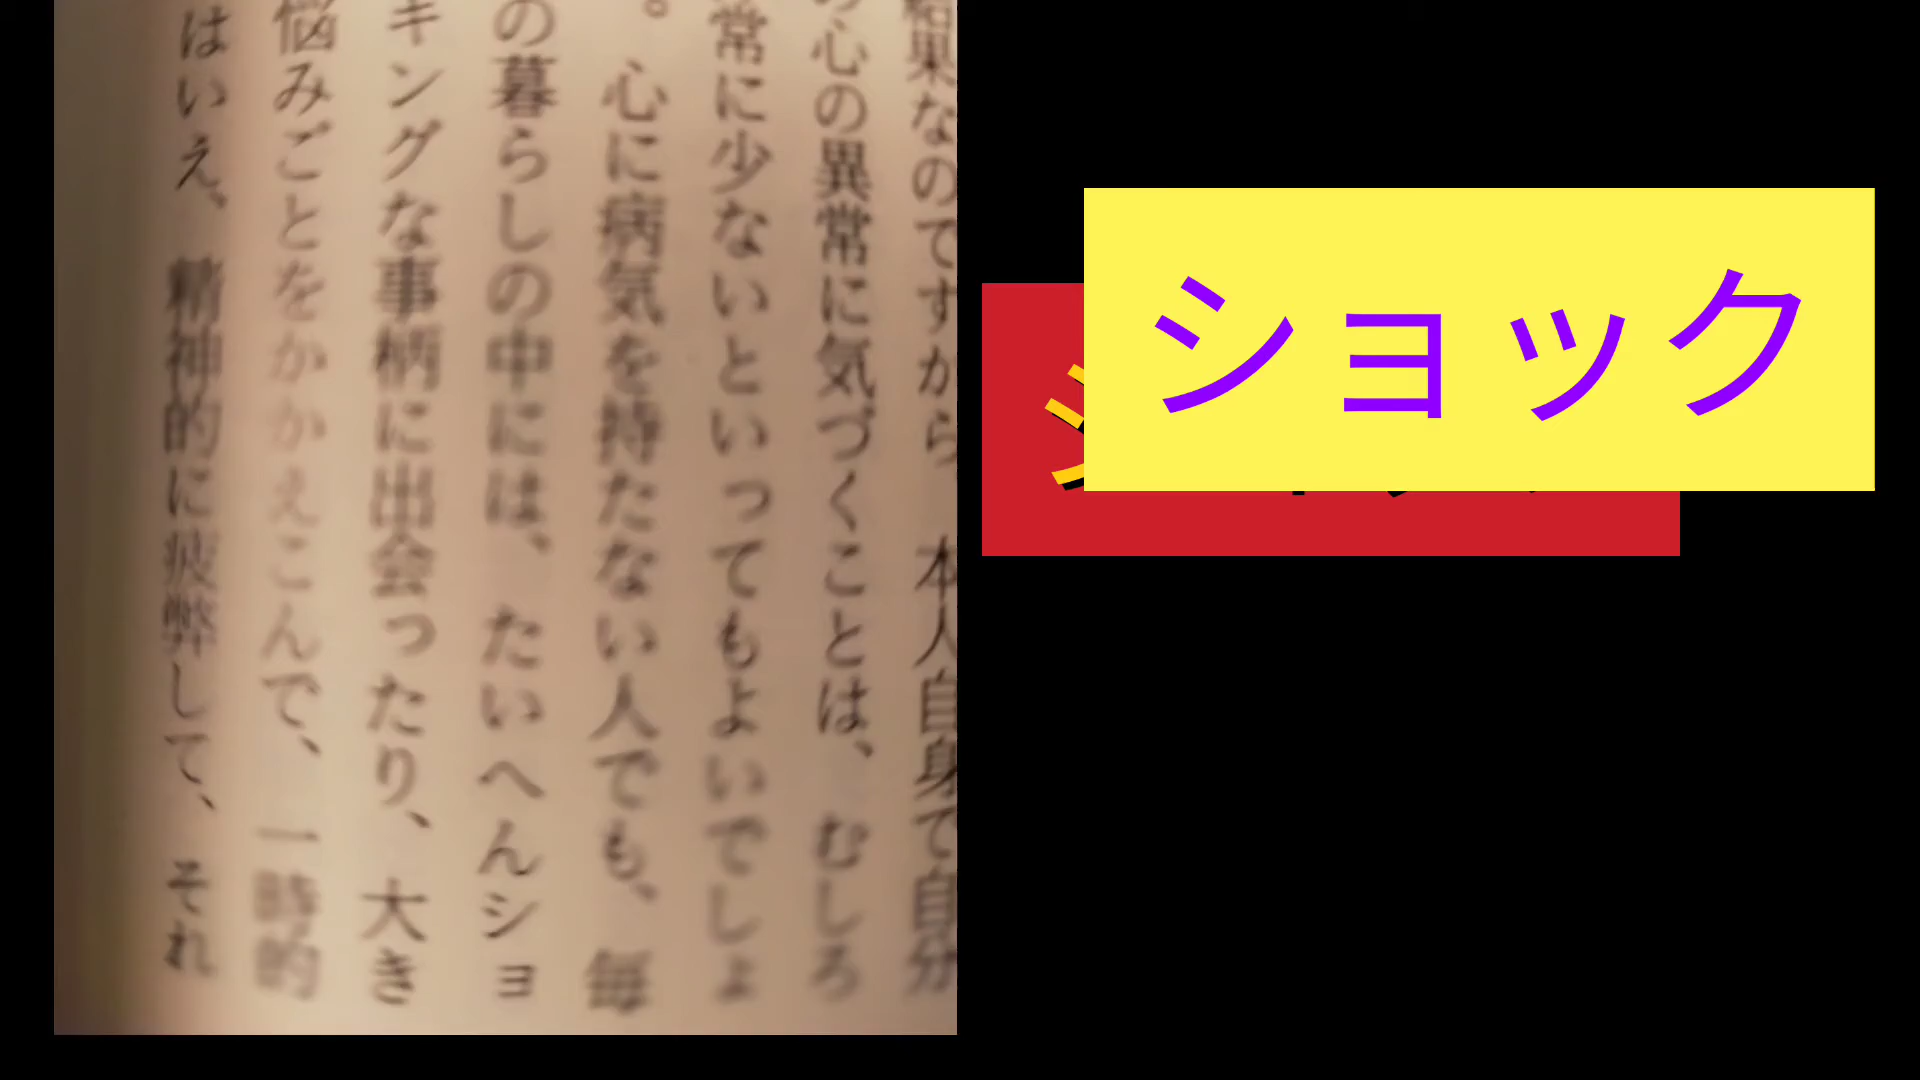 結果なのですから、本人自身で自分
の心の異常に気づくことは、むしろ
常に少ないといってもよいでしょ
。心に病気を持たない人でも、毎
の暮らしの中には、たいへんショ
キングな事柄に出会ったり、大き
悩みごとをかかえこんで、一時的
はいえ、精神的に疲弊して、それ
ショック